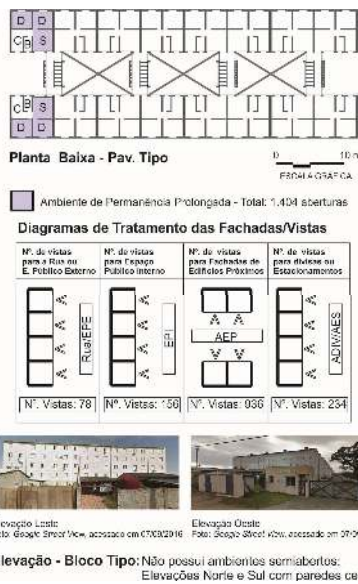 D D
C B S
C B S
D D
Planta Baixa - Pav. Tipo
0 10 m
ESCALA GRÁFICA
Ambiente de Permanência Prolongada - Total: 1.404 aberturas
Diagramas de Tratamento das Fachadas/Vistas
Nº. de vistas para a Rua ou E. Público Externo
Nº. de vistas para Espaço Público Interno
Nº. de vistas para Fachadas de Edifícios Próximos
Nº. de vistas para divisas ou Estacionamentos
Rua/EPE
EPI
AEP
ADIV/AES
Nº. Vistas: 78
Nº. Vistas: 156
Nº. Vistas: 936
Nº. Vistas: 234
Elevação Leste
Foto: Google Street View, acessado em 07/09/2016
Elevação Oeste
Foto: Google Street View, acessado em 07/09
Elevação - Bloco Tipo: Não possui ambientes semiabertos;
Elevações Norte e Sul com paredes ce